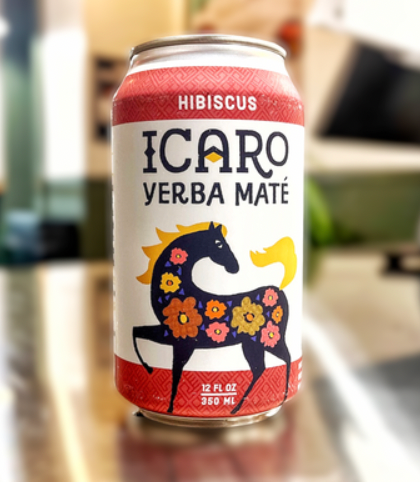 HIBISCUS
ICARO
YERBA MATÉ
12 FL OZ
350 ML